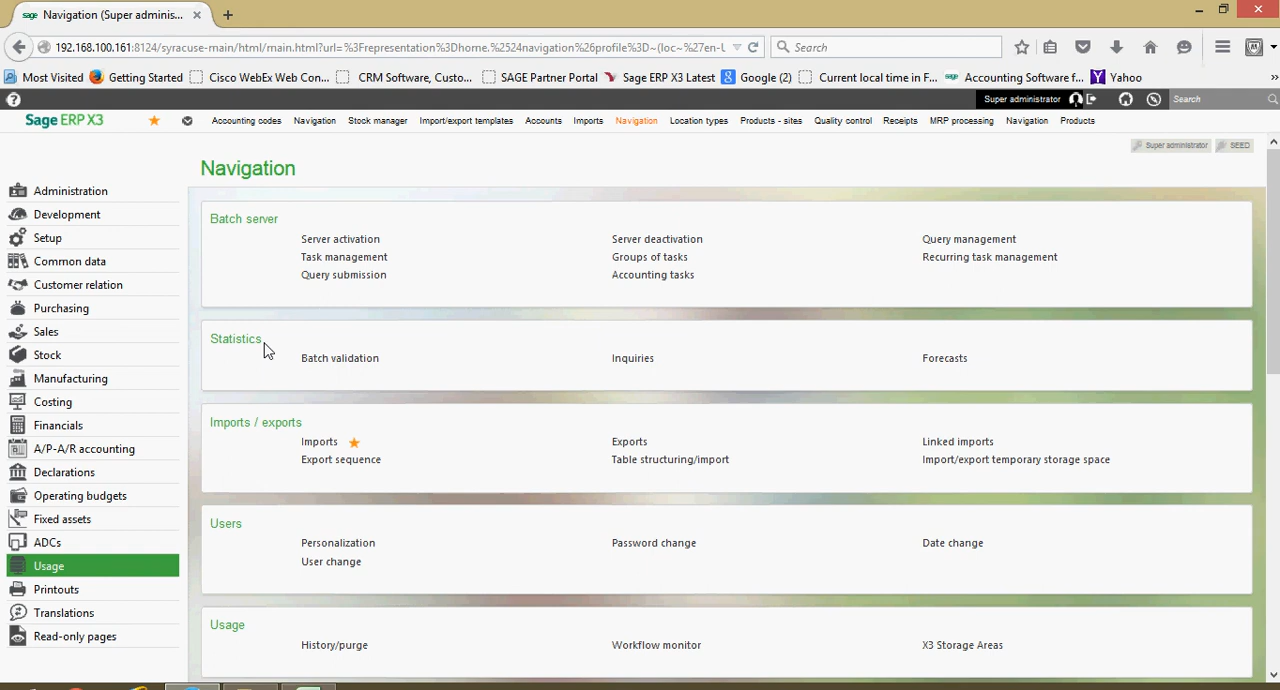 sage Navigation (Super adminis... × +
192.168.100.161:8124/syracuse-main/html/main.html?url=%3Frepresentation%3Dhome.%2524navigation%26profile%3D~(loc~%27en-U Search
Most Visited Getting Started Cisco WebEx Web Con... CRM Software, Custo... SAGE Partner Portal Sage ERP X3 Latest Google (2) Current local time in F... sage Accounting Software f... Yahoo »
? Super administrator Search
Sage ERP X3 Accounting codes Navigation Stock manager Import/export templates Accounts Imports Navigation Location types Products - sites Quality control Receipts MRP processing Navigation Products
Super administrator SEED
Navigation
Administration
Development
Setup
Common data
Customer relation
Purchasing
Sales
Stock
Manufacturing
Costing
Financials
A/P-A/R accounting
Declarations
Operating budgets
Fixed assets
ADCs
Usage
Printouts
Translations
Read-only pages
Batch server
Server activation Server deactivation Query management
Task management Groups of tasks Recurring task management
Query submission Accounting tasks
Statistics
Batch validation Inquiries Forecasts
Imports / exports
Imports Exports Linked imports
Export sequence Table structuring/import Import/export temporary storage space
Users
Personalization Password change Date change
User change
Usage
History/purge Workflow monitor X3 Storage Areas